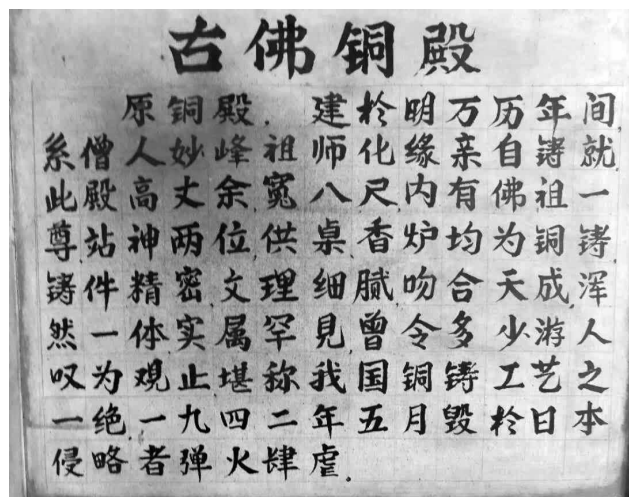 古佛铜殿
原铜殿.建於明万历年间,
系僧人妙峰祖师化缘亲自铸就.
此殿高丈余.寬八尺.内有佛祖一
尊站神两位.供桌香炉均为铜铸.
铸件精密.文理细腻.吻合天成.浑
然一体.实属罕見.曾令多少游人
叹为覌止.堪称我国铜铸工艺之
一绝.一九四二年五月毁於日本
侵略者弹火肆虐.